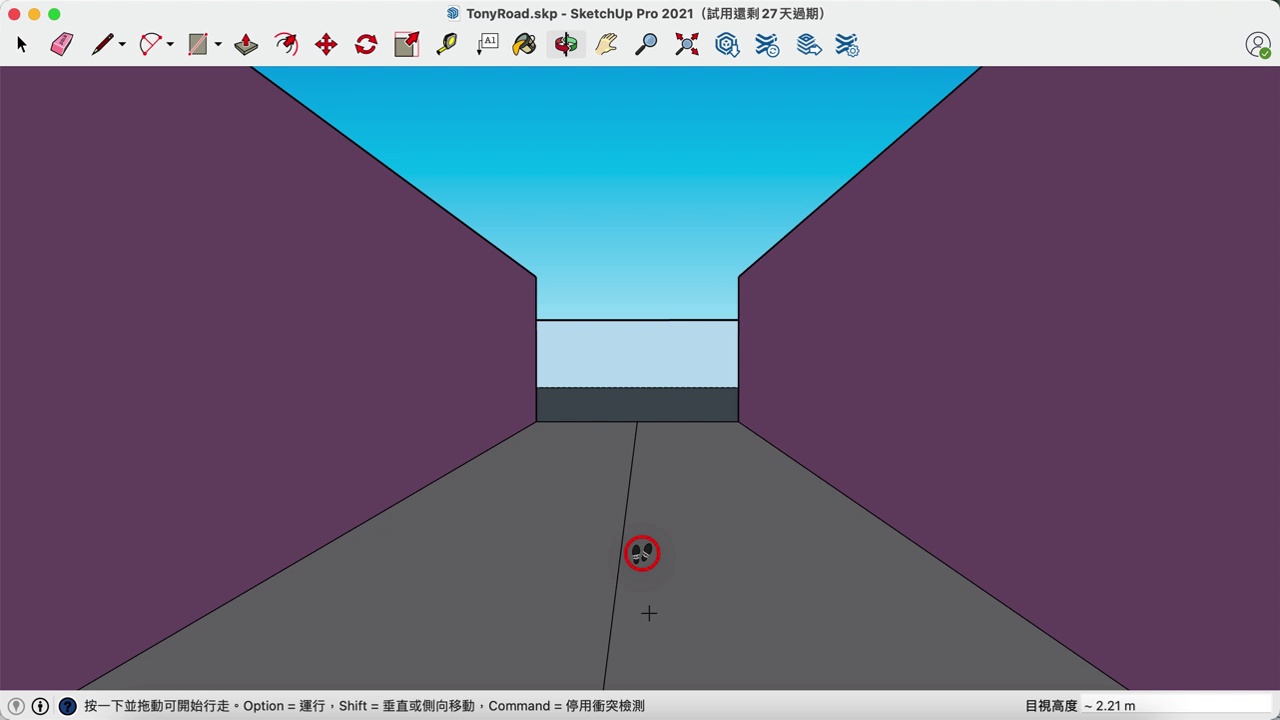 TonyRoad.skp - SketchUp Pro 2021（試用還剩 27 天過期）
A1
?
按一下並拖動可開始行走。Option = 運行，Shift = 垂直或側向移動，Command = 停用衝突檢測
目視高度 ~ 2.21 m